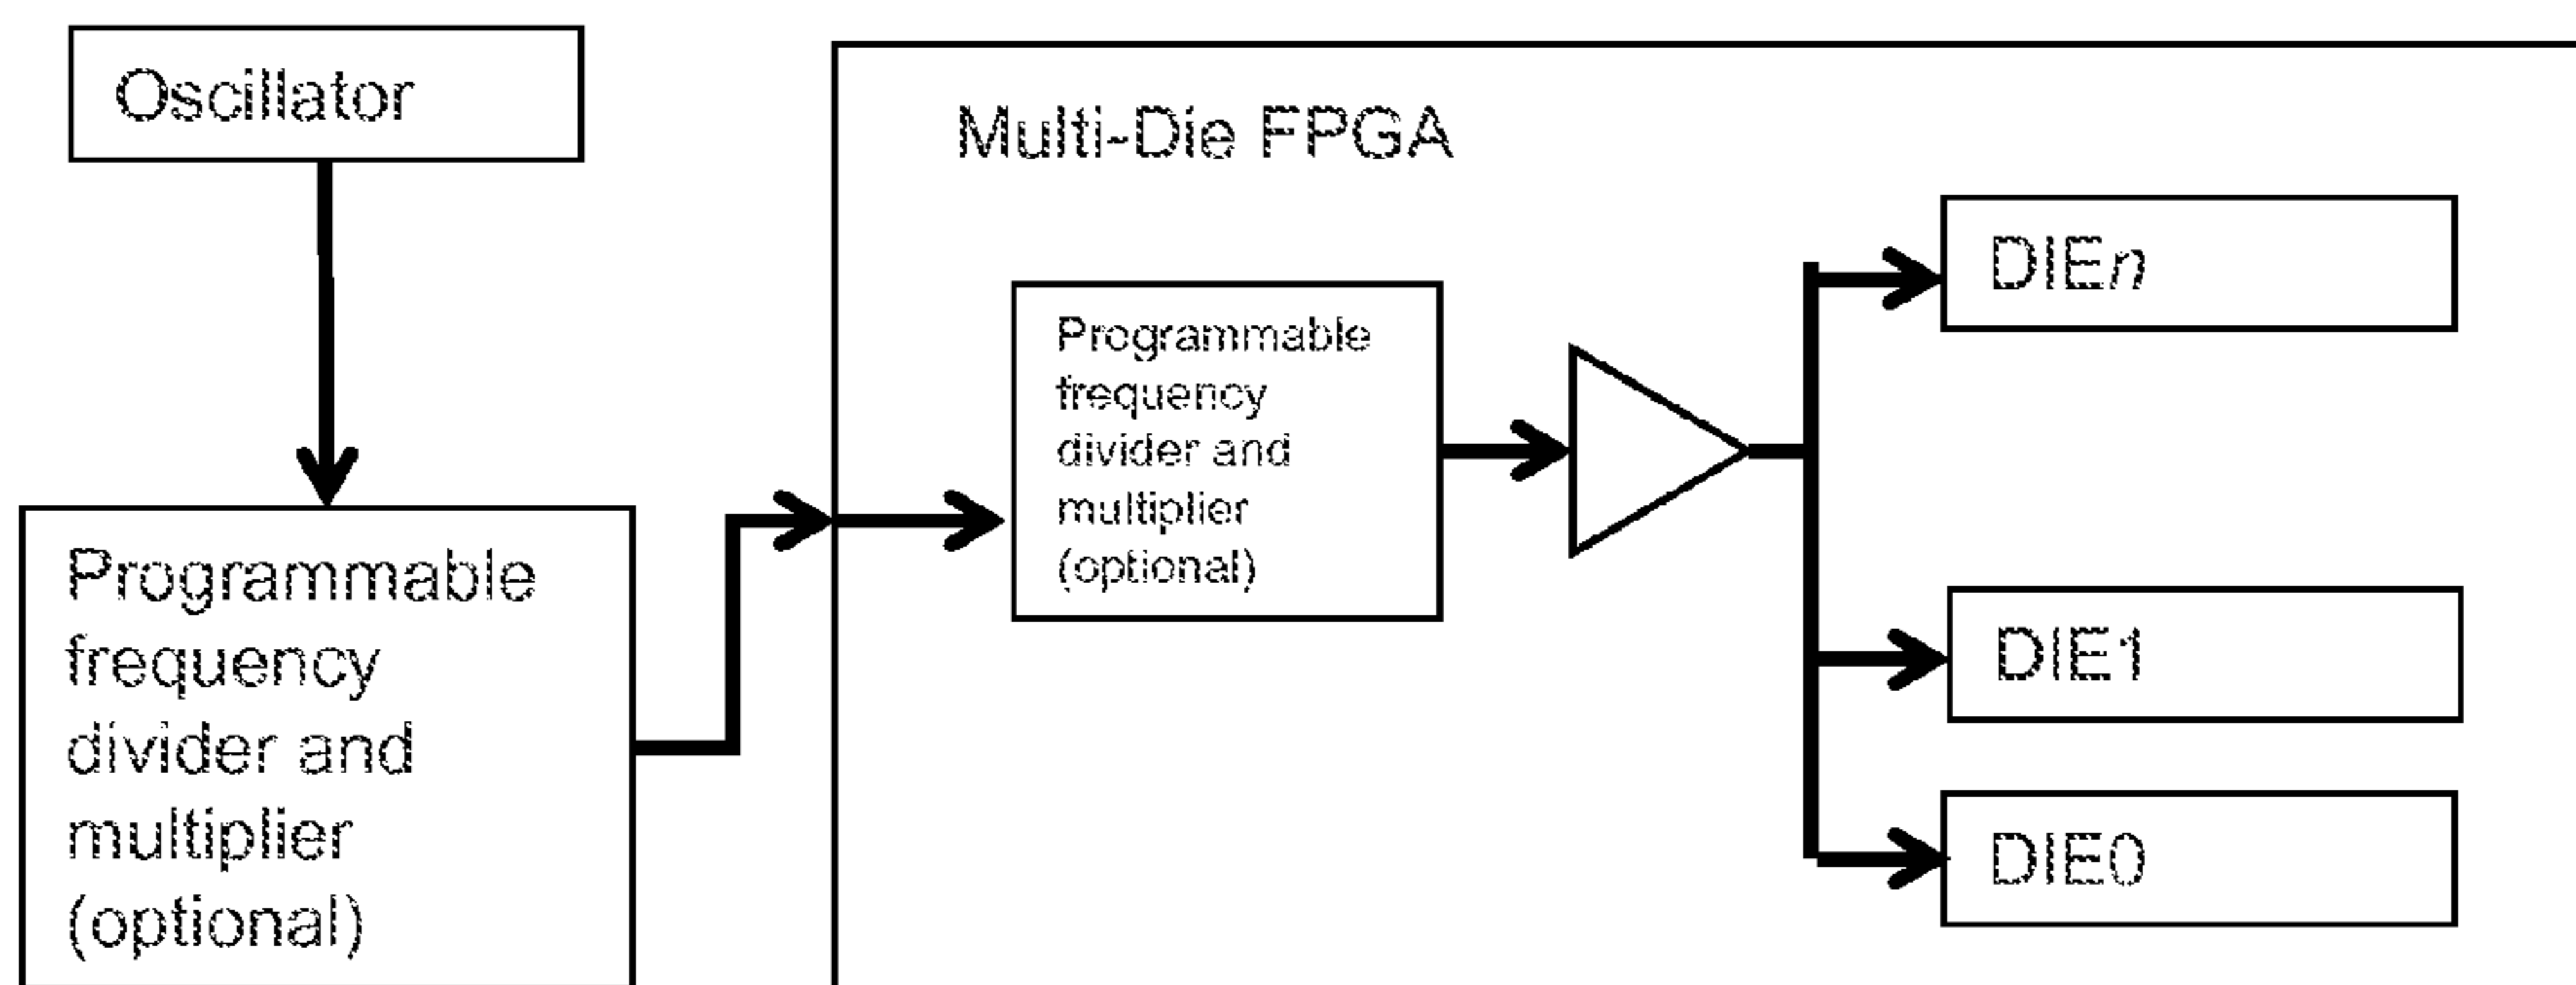 Oscillator
Multi-Die FPGA
Programmable
frequency
divider and
multiplier
(optional)
Programmable
frequency
divider and
multiplier
(optional)
DIEn
DIE1
DIE0